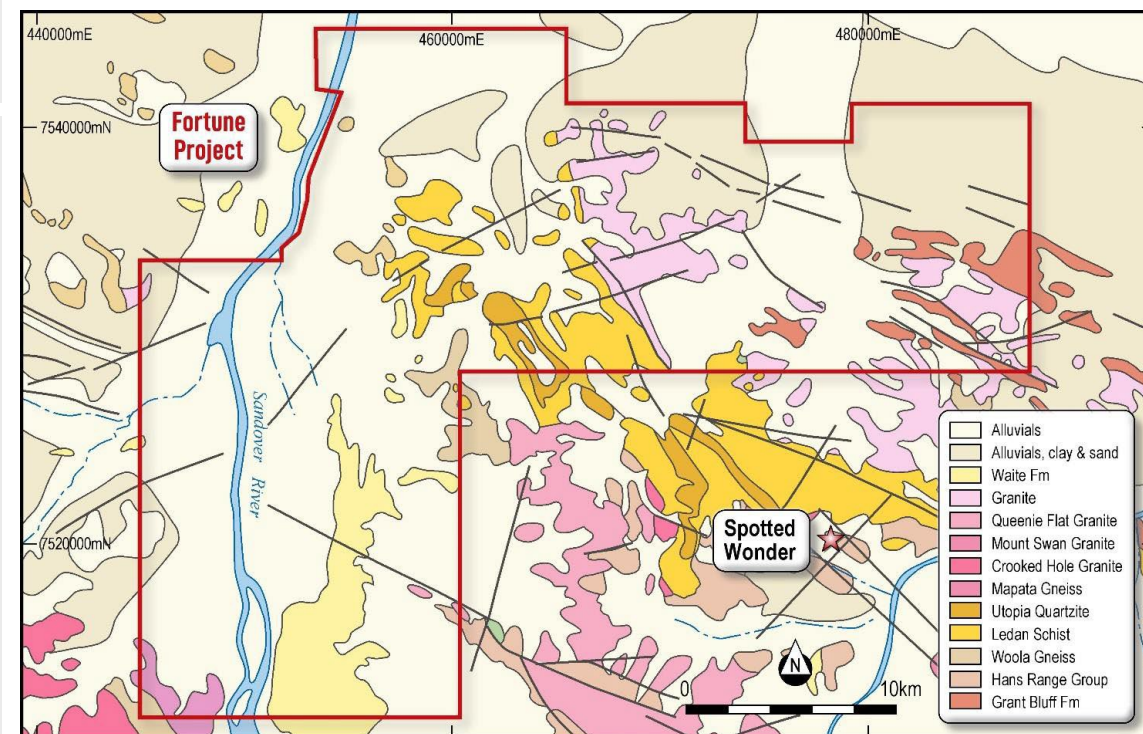 440000mE
460000mE
480000mE
Fortune
Project
7540000mN
Sandover River
7520000mN
Spotted
Wonder
N
0
10km
Alluvials
Alluvials, clay & sand
Waite Fm
Granite
Queenie Flat Granite
Mount Swan Granite
Crooked Hole Granite
Mapata Gneiss
Utopia Quartzite
Ledan Schist
Woola Gneiss
Hans Range Group
Grant Bluff Fm